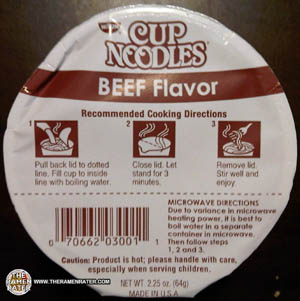 CUP
NOODLES®
BEEF Flavor
Recommended Cooking Directions
1
2
3
Pull back lid to dotted
line. Fill cup to inside
line with boiling water.
Close lid. Let
stand for 3
minutes.
Remove lid.
Stir well and
enjoy.
MICROWAVE DIRECTIONS
Due to variance in microwave
heating power, it is best to
boil water in a separate
container in microwave.
Then follow steps
1, 2 and 3.
0 70662 03001 1
Caution: Product is hot; please handle with care,
especially when serving children.
NET WT. 2.25 oz. (64g)
MADE IN U.S.A.
THE
RAMEN
RATER
WWW.THERAMENRATER.COM